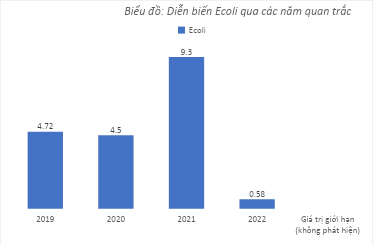 Biểu đồ: Diễn biến Ecoli qua các năm quan trắc
Ecoli
9.3
4.72
4.5
0.58
2019
2020
2021
2022
Giá trị giới hạn
(không phát hiện)